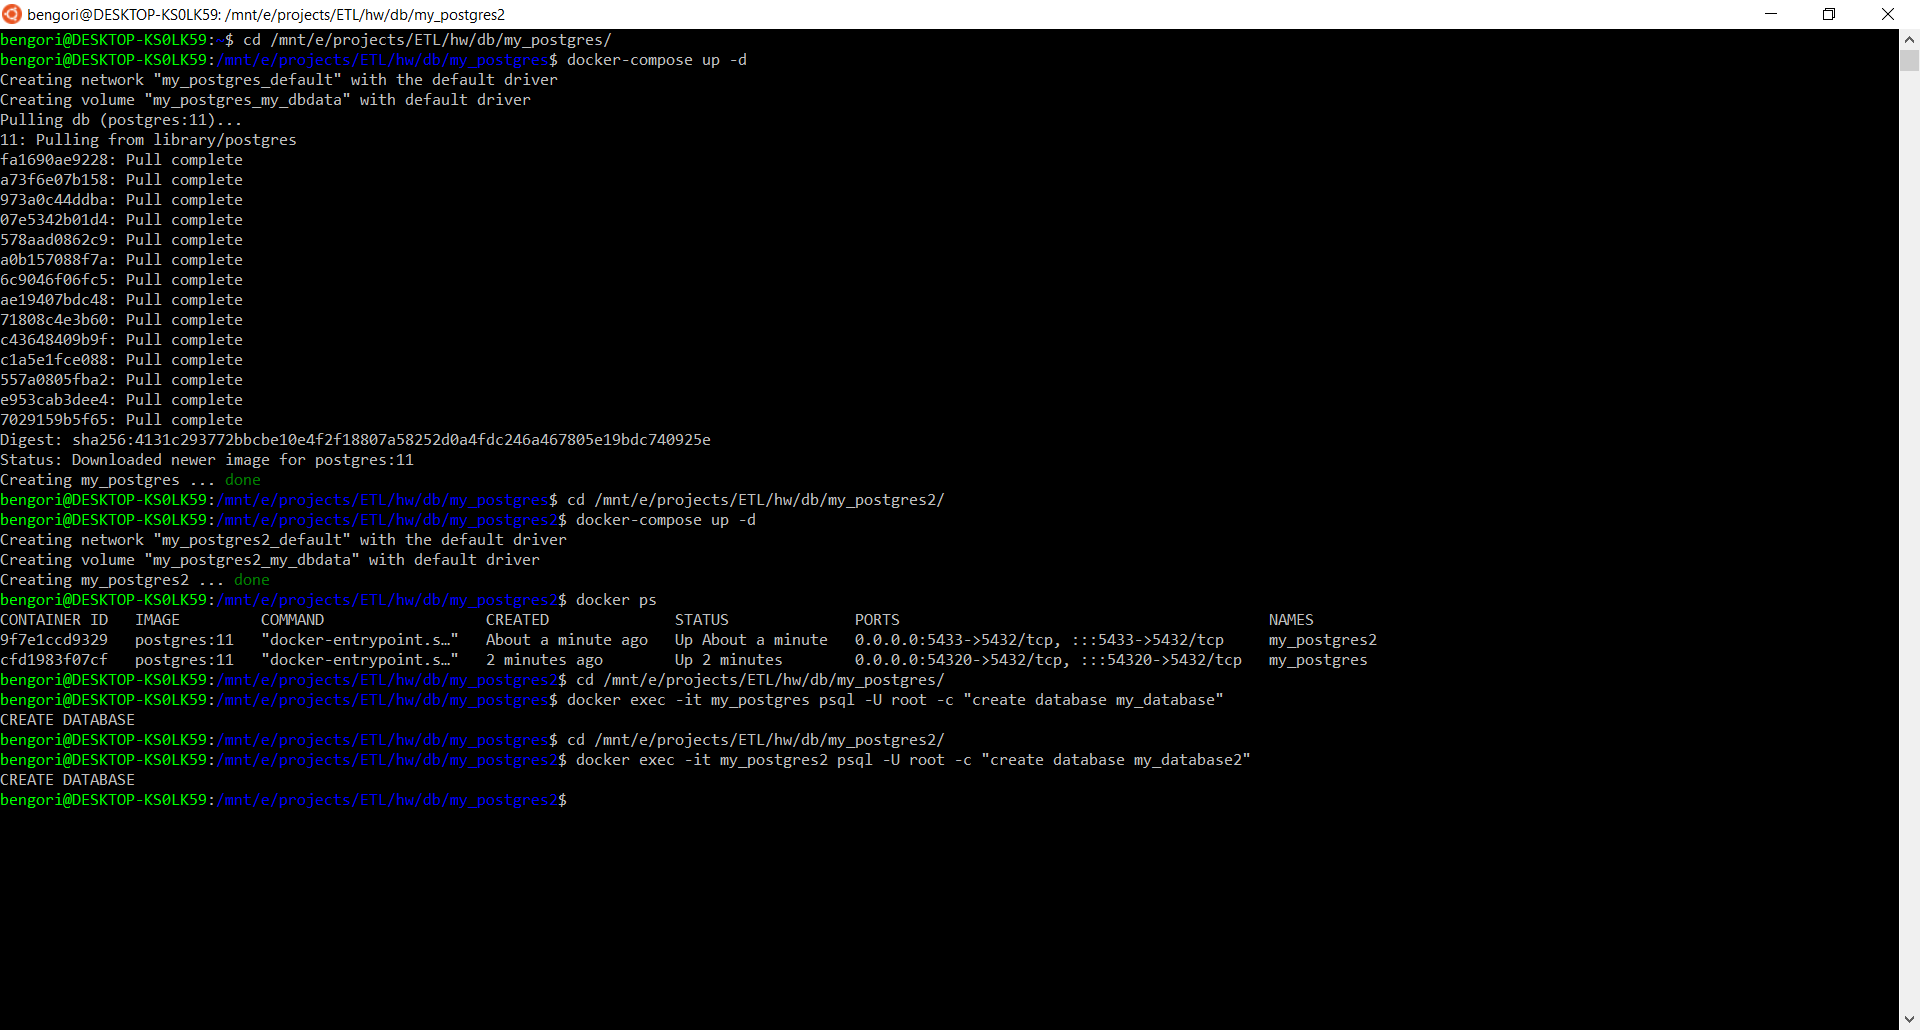 bengori@DESKTOP-KS0LK59: /mnt/e/projects/ETL/hw/db/my_postgres2
bengori@DESKTOP-KS0LK59:~$ cd /mnt/e/projects/ETL/hw/db/my_postgres/
bengori@DESKTOP-KS0LK59:/mnt/e/projects/ETL/hw/db/my_postgres$ docker-compose up -d
Creating network "my_postgres_default" with the default driver
Creating volume "my_postgres_my_dbdata" with default driver
Pulling db (postgres:11)...
11: Pulling from library/postgres
fa1690ae9228: Pull complete
a73f6e07b158: Pull complete
973a0c44ddba: Pull complete
07e5342b01d4: Pull complete
578aad0862c9: Pull complete
a0b157088f7a: Pull complete
6c9046f06fc5: Pull complete
ae19407bdc48: Pull complete
71808c4e3b60: Pull complete
c43648409b9f: Pull complete
c1a5e1fce088: Pull complete
557a0805fba2: Pull complete
e953cab3dee4: Pull complete
7029159b5f65: Pull complete
Digest: sha256:4131c293772bbcbe10e4f2f18807a58252d0a4fdc246a467805e19bdc740925e
Status: Downloaded newer image for postgres:11
Creating my_postgres ... done
bengori@DESKTOP-KS0LK59:/mnt/e/projects/ETL/hw/db/my_postgres$ cd /mnt/e/projects/ETL/hw/db/my_postgres2/
bengori@DESKTOP-KS0LK59:/mnt/e/projects/ETL/hw/db/my_postgres2$ docker-compose up -d
Creating network "my_postgres2_default" with the default driver
Creating volume "my_postgres2_my_dbdata" with default driver
Creating my_postgres2 ... done
bengori@DESKTOP-KS0LK59:/mnt/e/projects/ETL/hw/db/my_postgres2$ docker ps
CONTAINER ID   IMAGE         COMMAND                  CREATED              STATUS              PORTS                                         NAMES
9f7e1ccd9329   postgres:11   "docker-entrypoint.s…"   About a minute ago   Up About a minute   0.0.0.0:5433->5432/tcp, :::5433->5432/tcp     my_postgres2
cfd1983f07cf   postgres:11   "docker-entrypoint.s…"   2 minutes ago        Up 2 minutes        0.0.0.0:54320->5432/tcp, :::54320->5432/tcp   my_postgres
bengori@DESKTOP-KS0LK59:/mnt/e/projects/ETL/hw/db/my_postgres2$ cd /mnt/e/projects/ETL/hw/db/my_postgres/
bengori@DESKTOP-KS0LK59:/mnt/e/projects/ETL/hw/db/my_postgres$ docker exec -it my_postgres psql -U root -c "create database my_database"
CREATE DATABASE
bengori@DESKTOP-KS0LK59:/mnt/e/projects/ETL/hw/db/my_postgres$ cd /mnt/e/projects/ETL/hw/db/my_postgres2/
bengori@DESKTOP-KS0LK59:/mnt/e/projects/ETL/hw/db/my_postgres2$ docker exec -it my_postgres2 psql -U root -c "create database my_database2"
CREATE DATABASE
bengori@DESKTOP-KS0LK59:/mnt/e/projects/ETL/hw/db/my_postgres2$